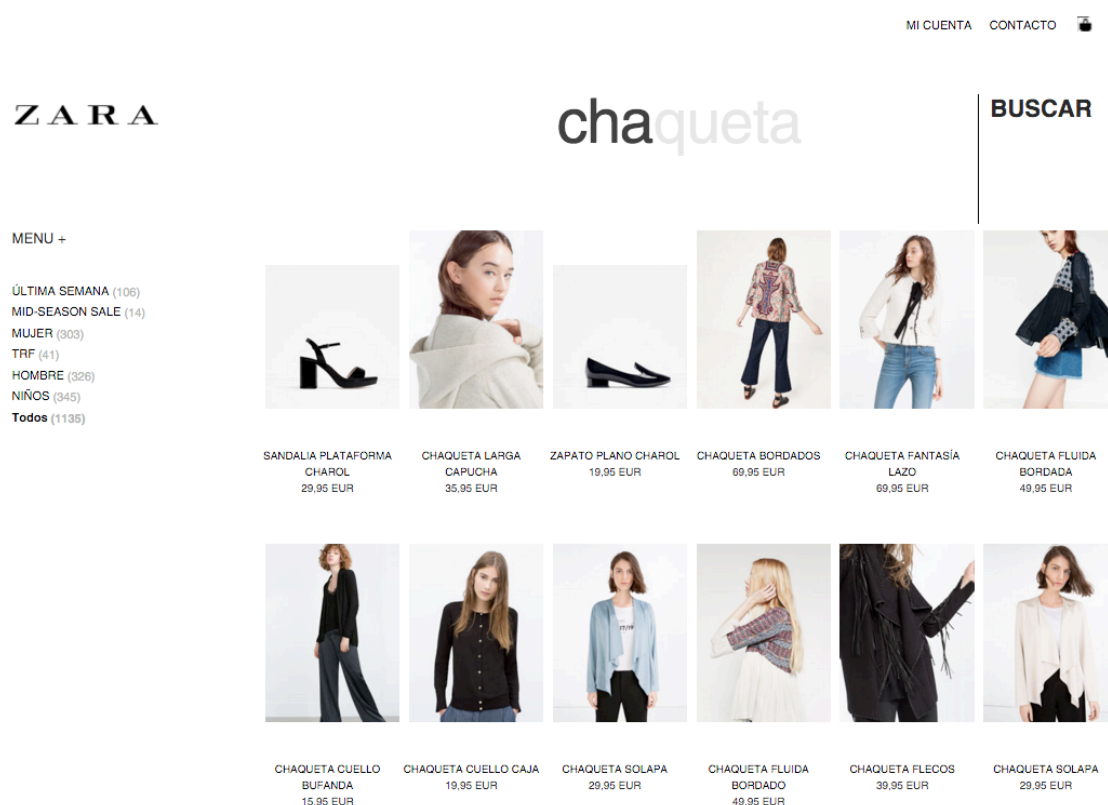 MI CUENTA CONTACTO
ZARA
chaqueta
BUSCAR
MENU +
ÚLTIMA SEMANA (106)
MID-SEASON SALE (14)
MUJER (303)
TRF (41)
HOMBRE (326)
NIÑOS (345)
Todos (1135)
SANDALIA PLATAFORMA
CHAROL
29,95 EUR
CHAQUETA LARGA
CAPUCHA
35,95 EUR
ZAPATO PLANO CHAROL
19,95 EUR
CHAQUETA BORDADOS
69,95 EUR
CHAQUETA FANTASÍA
LAZO
69,95 EUR
CHAQUETA FLUIDA
BORDADA
49,95 EUR
CHAQUETA CUELLO
BUFANDA
15,95 EUR
CHAQUETA CUELLO CAJA
19,95 EUR
CHAQUETA SOLAPA
29,95 EUR
CHAQUETA FLUIDA
BORDADO
49,95 EUR
CHAQUETA FLECOS
39,95 EUR
CHAQUETA SOLAPA
29,95 EUR